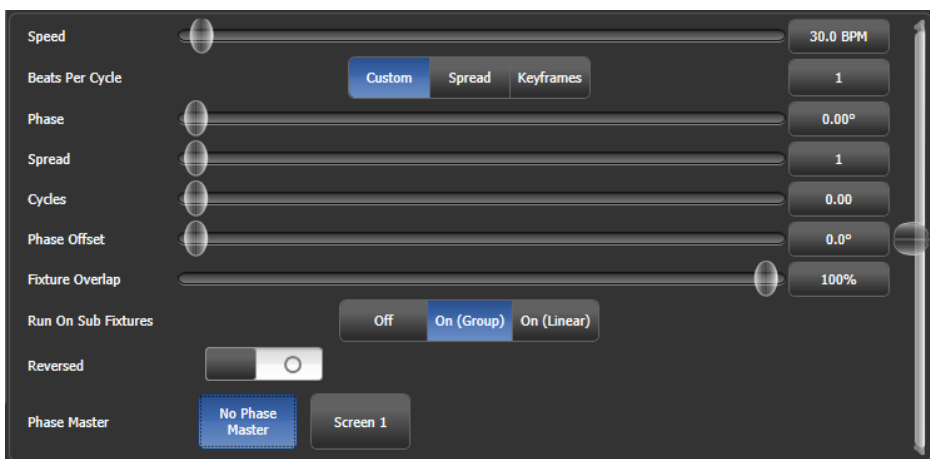 Speed 30.0 BPM
Beats Per Cycle Custom Spread Keyframes 1
Phase 0.00°
Spread 1
Cycles 0.00
Phase Offset 0.0°
Fixture Overlap 100%
Run On Sub Fixtures Off On (Group) On (Linear)
Reversed
Phase Master No Phase Master Screen 1